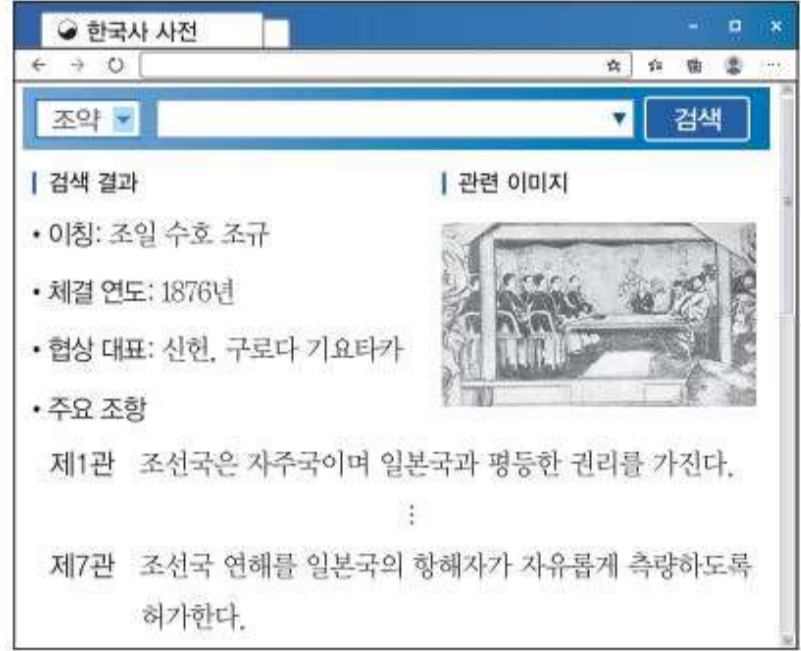 한국사 사전
조약
검색
검색 결과
관련 이미지
• 이칭: 조일 수호 조규
• 체결 연도: 1876년
• 협상 대표: 신헌, 구로다 기요타카
• 주요 조항
제1관 조선국은 자주국이며 일본국과 평등한 권리를 가진다.
⋮
제7관 조선국 연해를 일본국의 항해자가 자유롭게 측량하도록
허가한다.